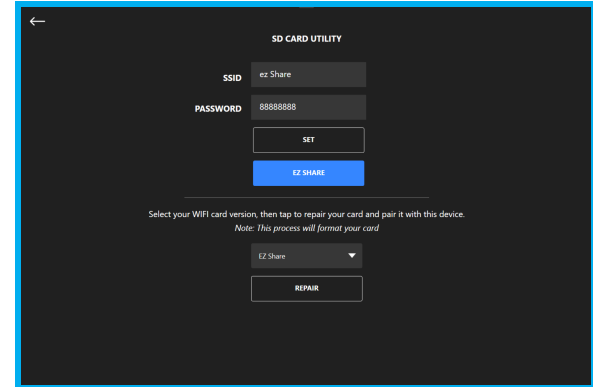 SD CARD UTILITY
SSID ez Share
PASSWORD 88888888
SET
EZ SHARE
Select your WIFI card version, then tap to repair your card and pair it with this device.
Note: This process will format your card
EZ Share
REPAIR